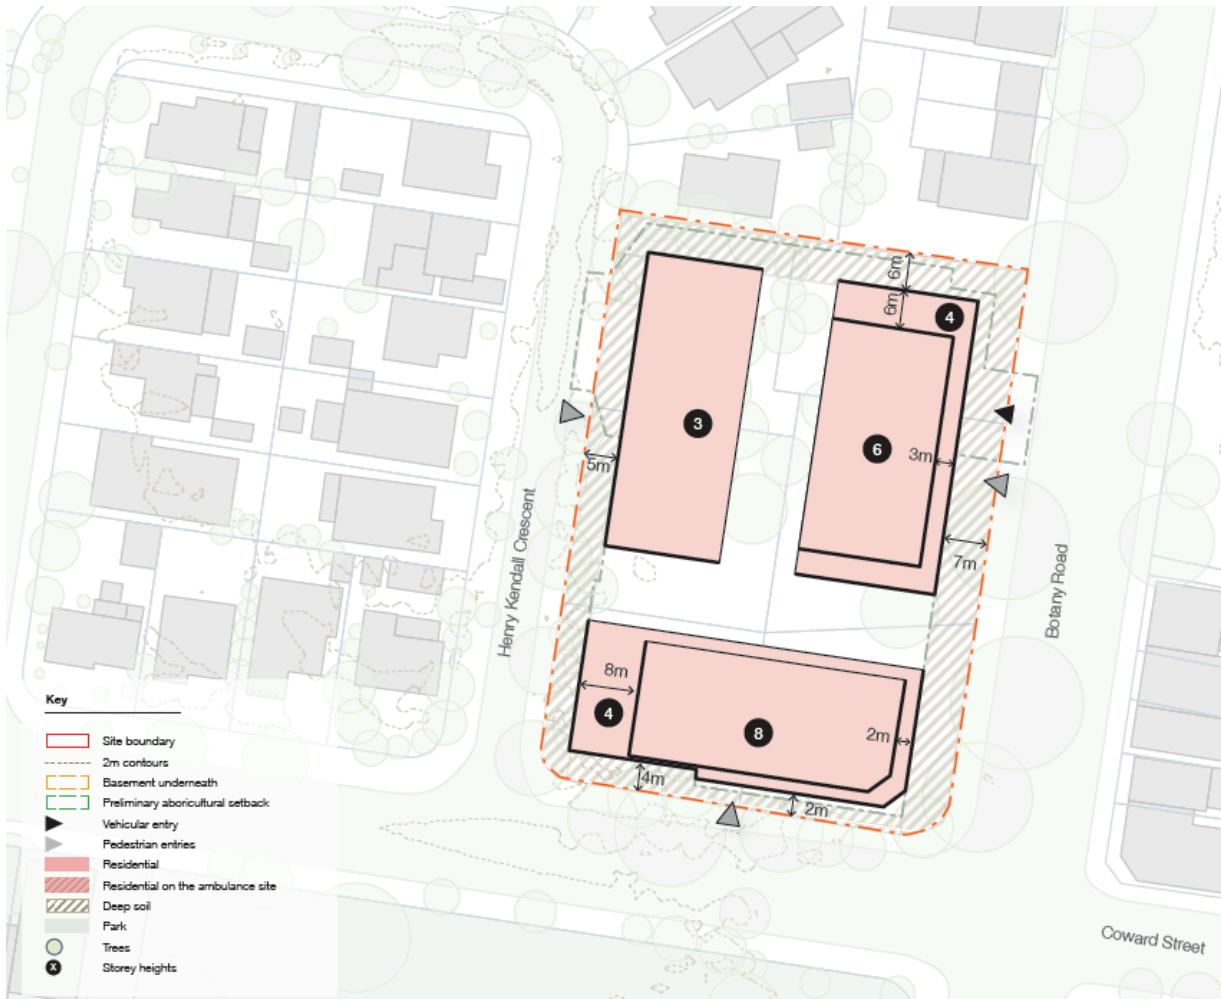 6m
6m
4
3
6
3m
5m
7m
Henry Kendall Crescent
Botany Road
8m
4
8
2m
4m
2m
Coward Street
Key
Site boundary
2m contours
Basement underneath
Preliminary aboricultural setback
Vehicular entry
Pedestrian entries
Residential
Residential on the ambulance site
Deep soil
Park
Trees
X Storey heights